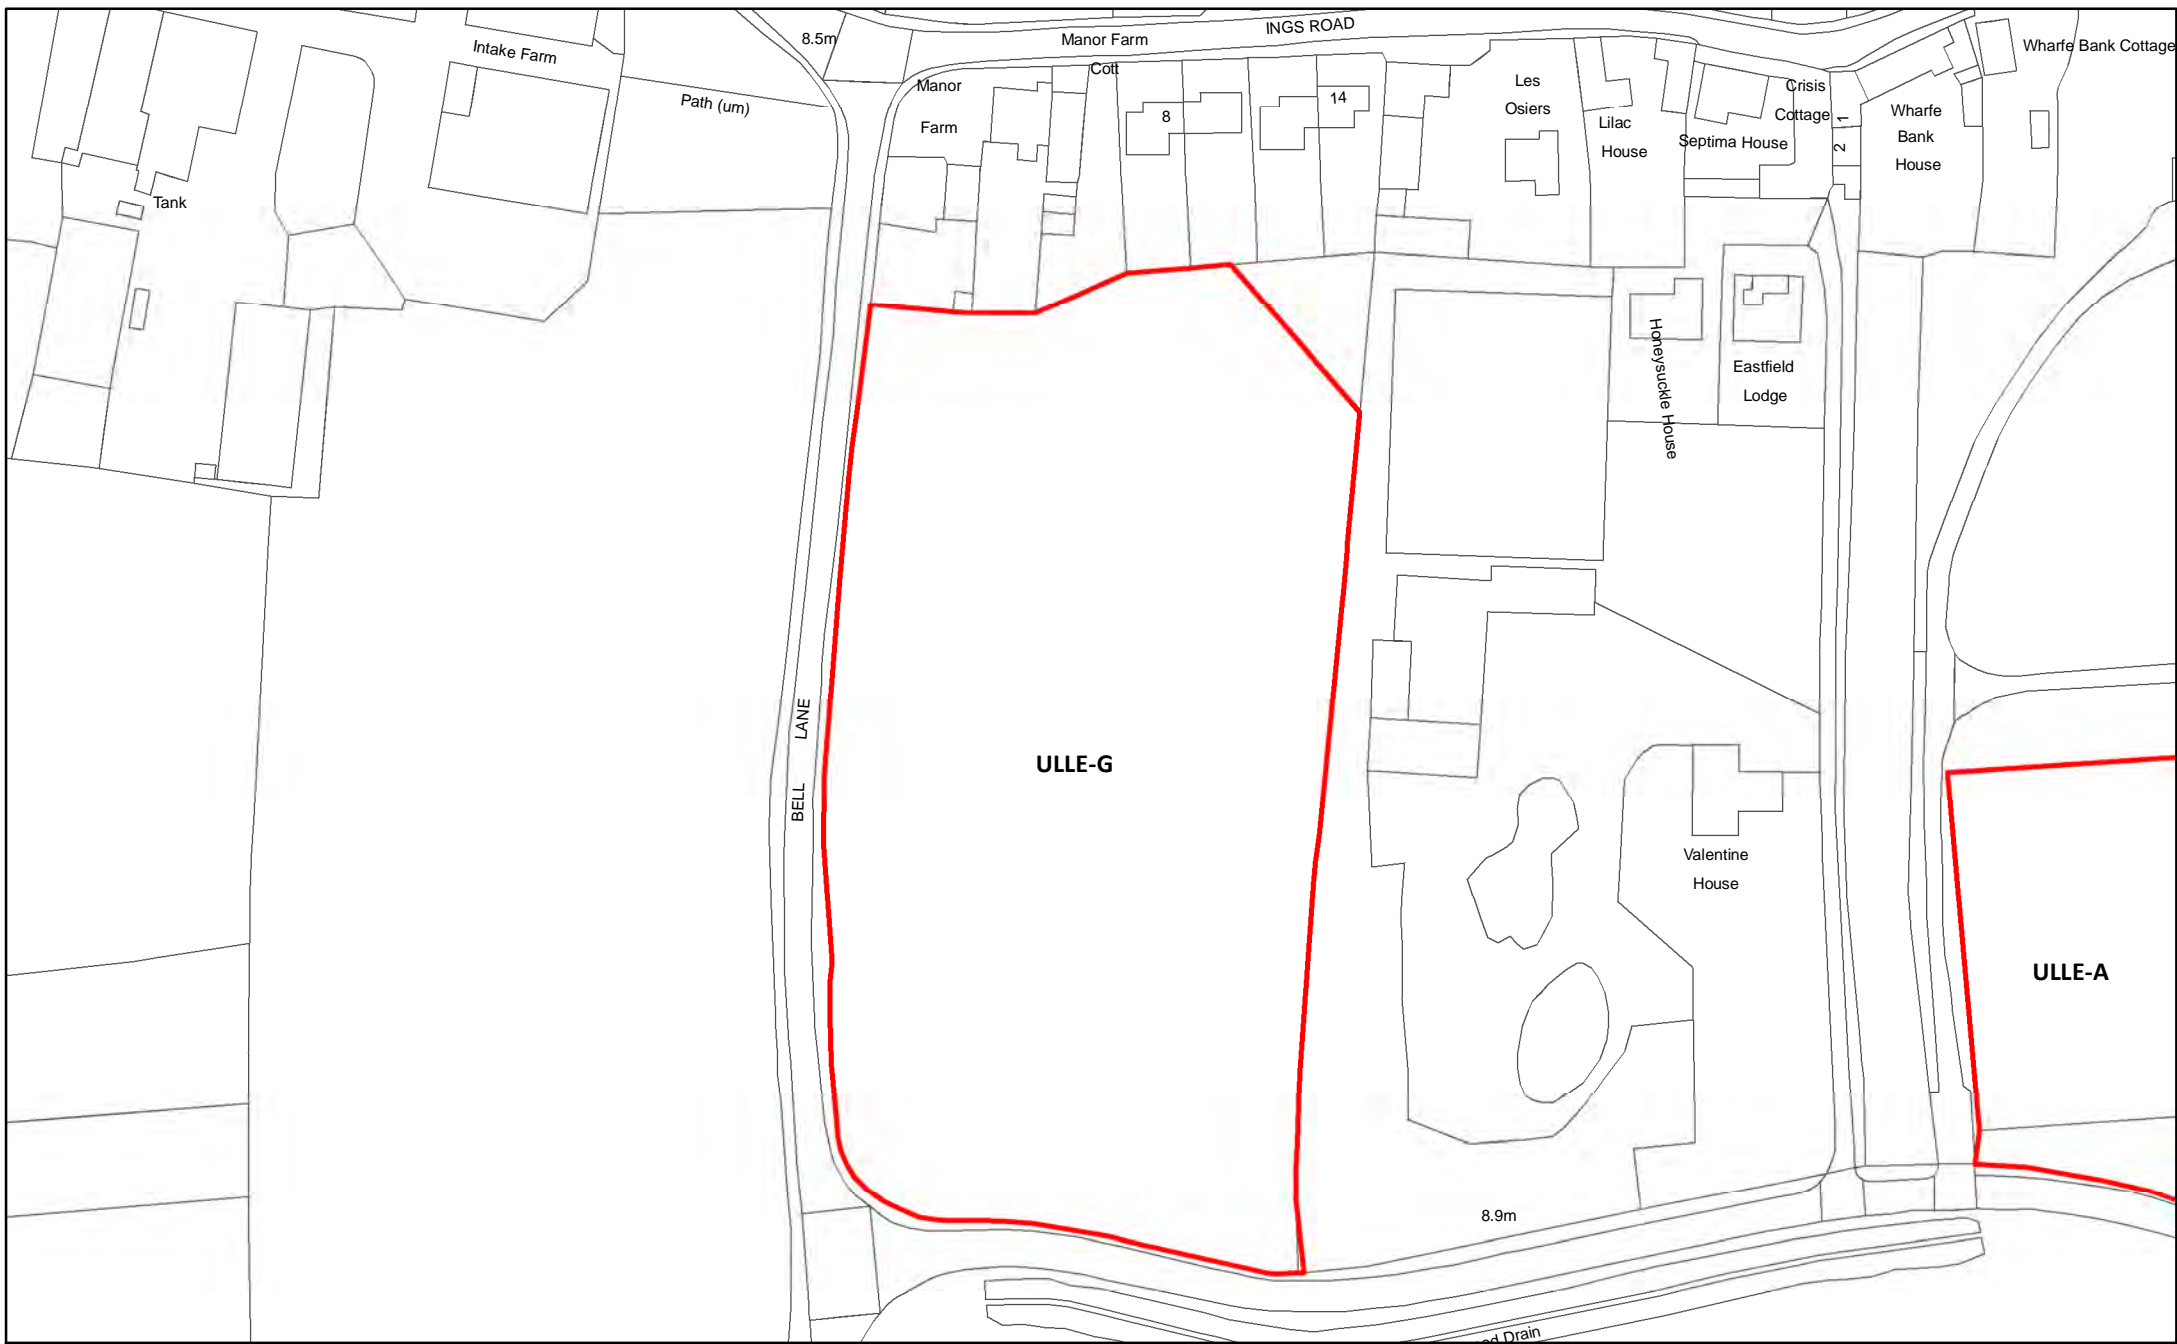 INGS ROAD
8.5m
Manor Farm
Cott
Intake Farm
Wharfe Bank Cottage
Path (um)
Manor
Farm
8
14
Les
Osiers
Lilac
House
Septima House
Crisis
Cottage
1
2
Wharfe
Bank
House
Tank
Honeysuckle House
Eastfield
Lodge
BELL LANE
ULLE-G
Valentine
House
ULLE-A
8.9m
Drain